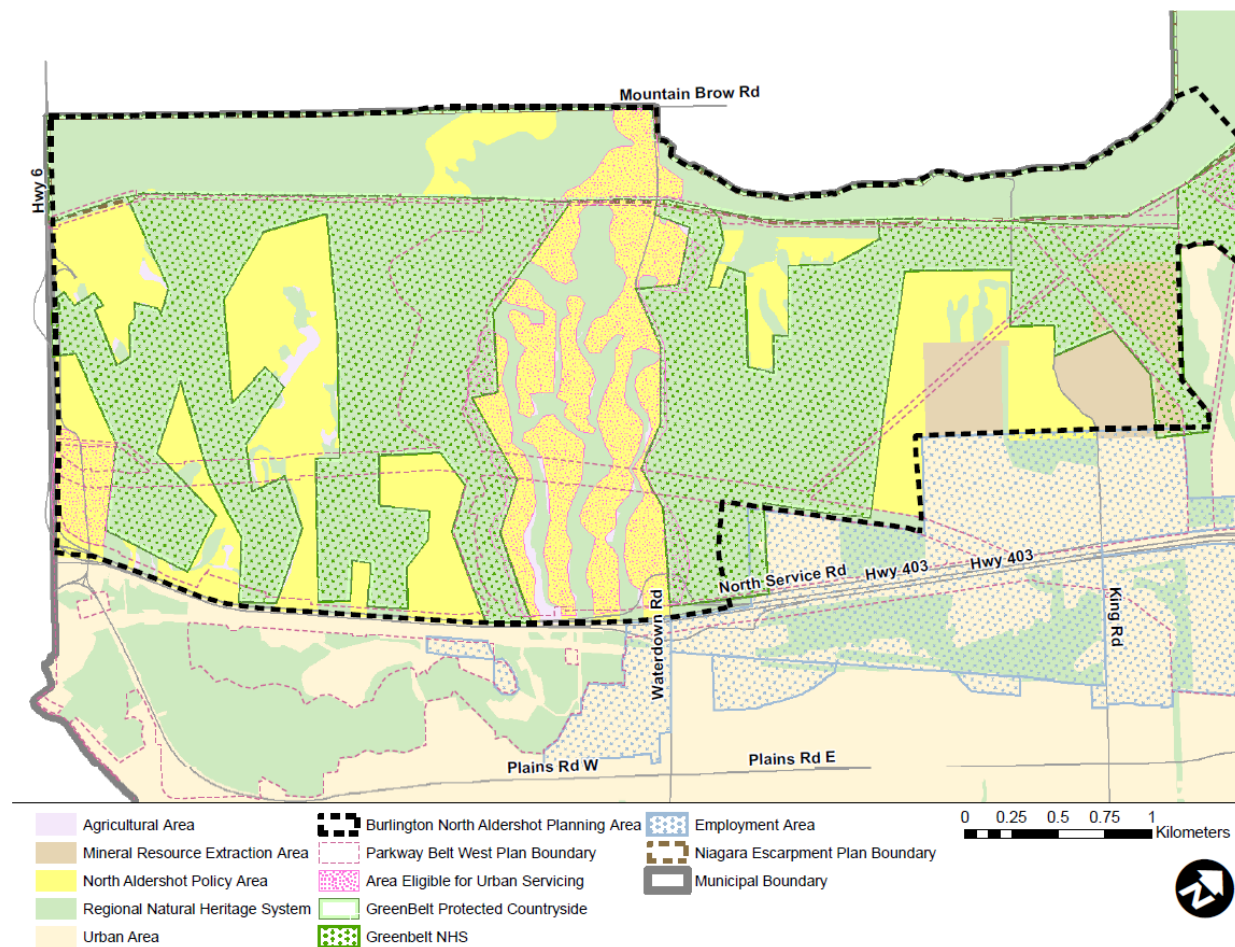 Mountain Brow Rd
Hwy 6
North Service Rd
Hwy 403
Hwy 403
King Rd
Waterdown Rd
Plains Rd W
Plains Rd E
Agricultural Area
Mineral Resource Extraction Area
North Aldershot Policy Area
Regional Natural Heritage System
Urban Area
Burlington North Aldershot Planning Area
Parkway Belt West Plan Boundary
Area Eligible for Urban Servicing
GreenBelt Protected Countryside
Greenbelt NHS
Employment Area
Niagara Escarpment Plan Boundary
Municipal Boundary
0 0.25 0.5 0.75 1
Kilometers
N